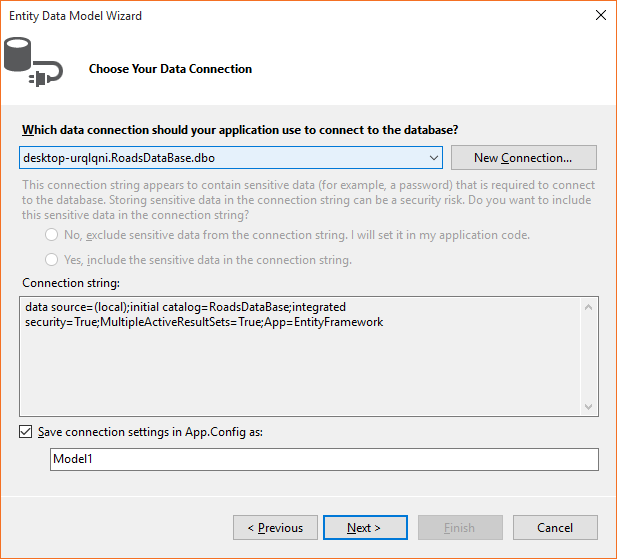 Entity Data Model Wizard
Choose Your Data Connection
Which data connection should your application use to connect to the database?
desktop-urqlqni.RoadsDataBase.dbo
New Connection...
This connection string appears to contain sensitive data (for example, a password) that is required to connect
to the database. Storing sensitive data in the connection string can be a security risk. Do you want to include
this sensitive data in the connection string?
No, exclude sensitive data from the connection string. I will set it in my application code.
Yes, include the sensitive data in the connection string.
Connection string:
data source=(local);initial catalog=RoadsDataBase;integrated
security=True;MultipleActiveResultSets=True;App=EntityFramework
Save connection settings in App.Config as:
Model1
< Previous
Next >
Finish
Cancel